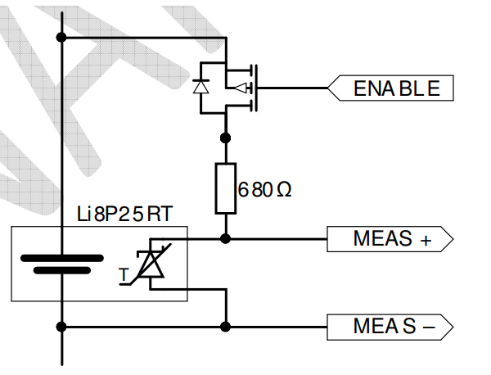 ENABLE
680Ω
Li8P25RT
MEAS +
T
MEAS –